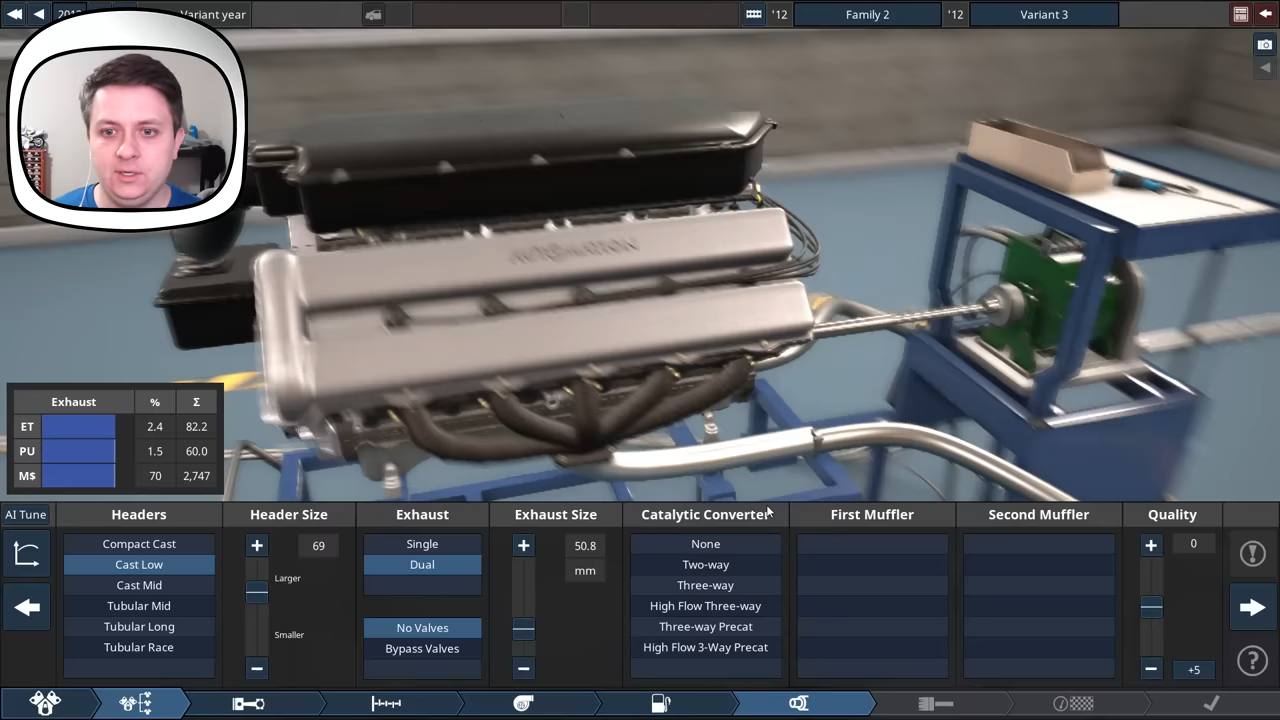 Variant year
'12
Family 2
'12
Variant 3
AUTOMATION
Exhaust
%
Σ
ET
2.4
82.2
PU
1.5
60.0
M$
70
2,747
AI Tune
Headers
Compact Cast
Cast Low
Cast Mid
Tubular Mid
Tubular Long
Tubular Race
Header Size
69
Larger
Smaller
Exhaust
Single
Dual
No Valves
Bypass Valves
Exhaust Size
50.8
mm
Catalytic Converter
None
Two-way
Three-way
High Flow Three-way
Three-way Precat
High Flow 3-Way Precat
First Muffler
Second Muffler
Quality
0
+5